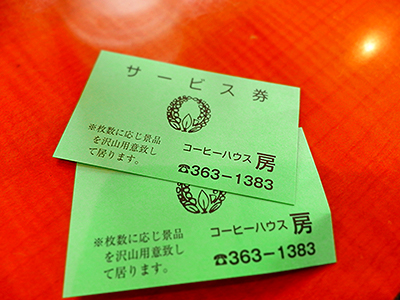 サービス券
※枚数に応じ景品
を沢山用意致し
て居ります。
コーヒーハウス 房
☎363-1383
※枚数に応じ景品
を沢山用意致し
て居ります。
コーヒーハウス 房
☎363-1383